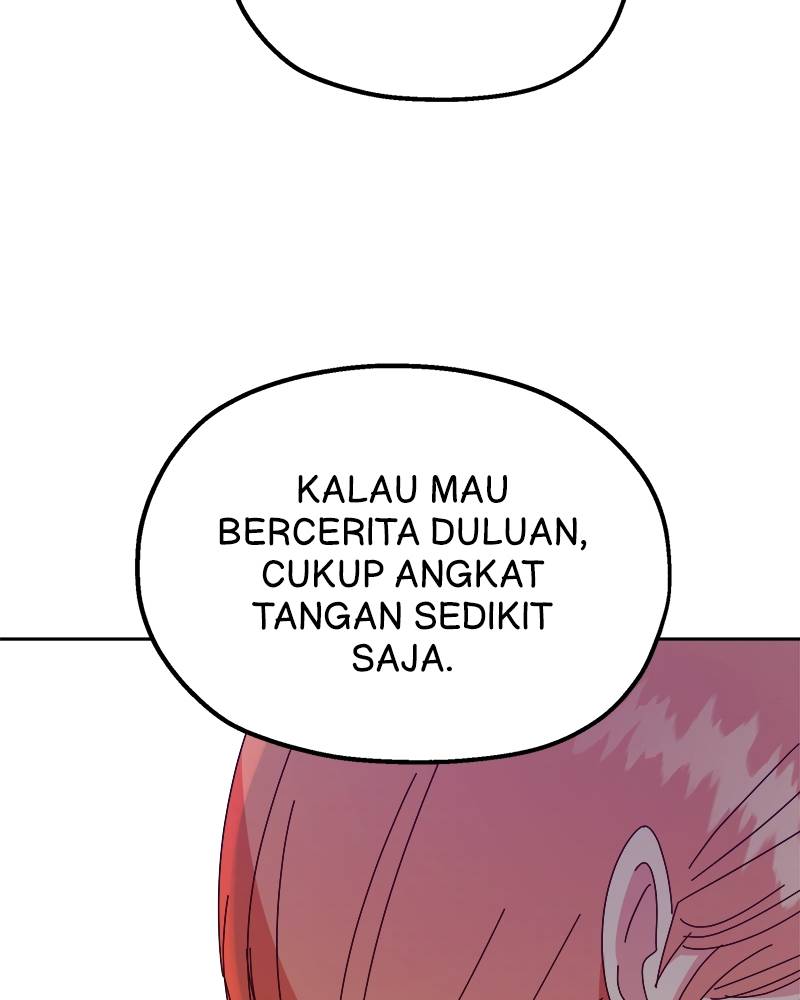 KALAU MAU
BERCERITA DULUAN,
CUKUP ANGKAT
TANGAN SEDIKIT
SAJA.